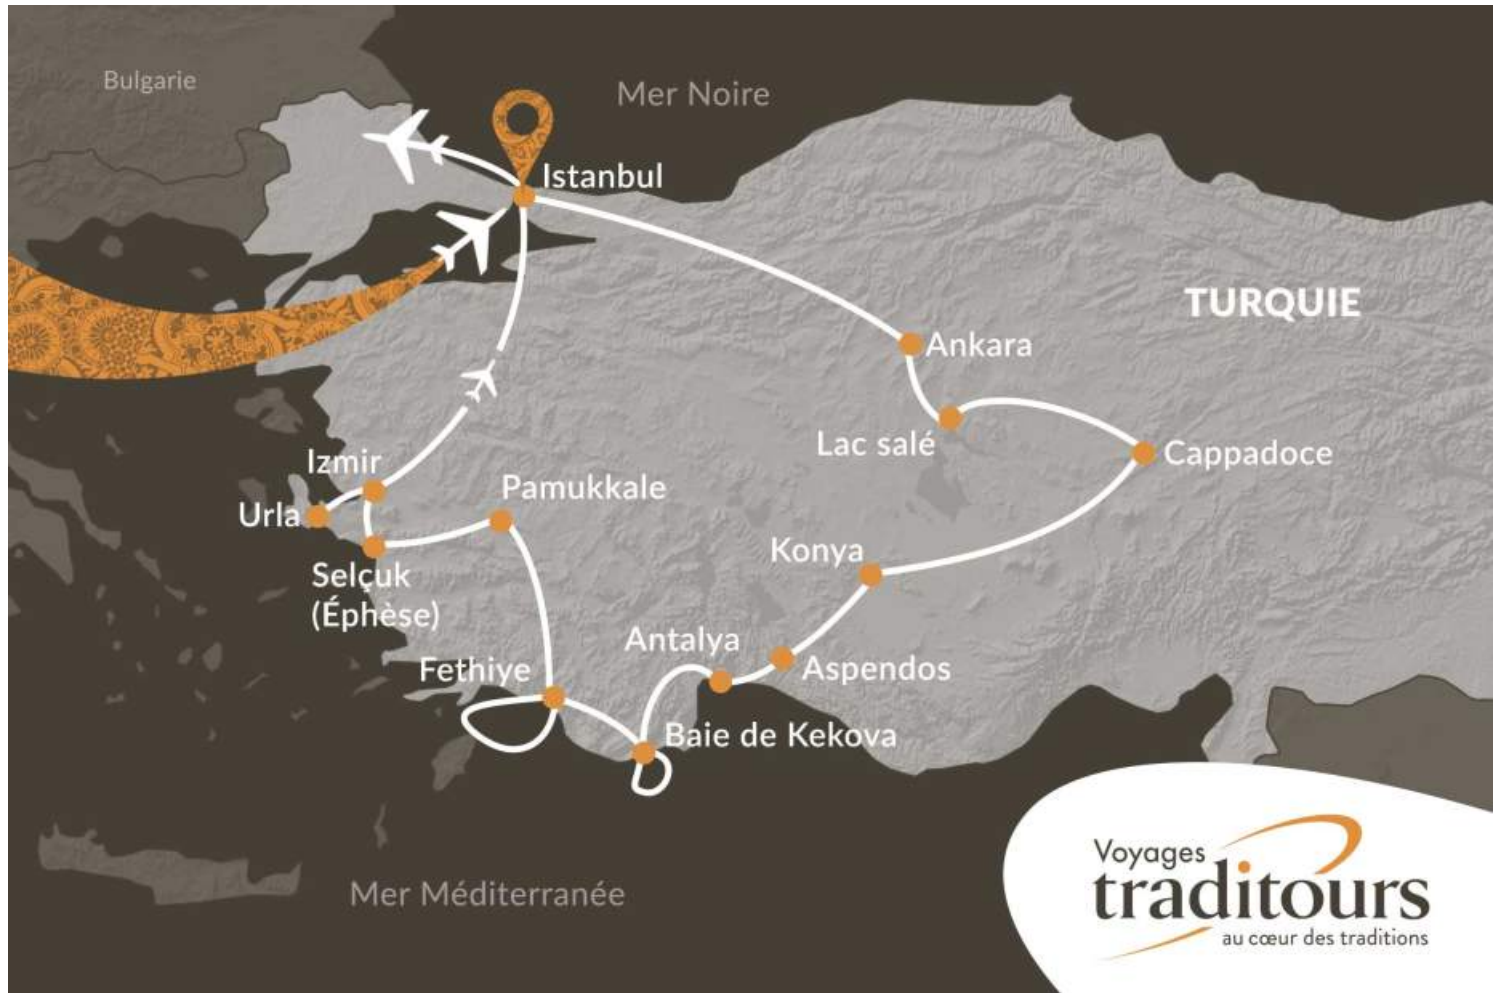 Bulgarie
Mer Noire
Istanbul
TURQUIE
Ankara
Lac salé
Cappadoce
Izmir
Pamukkale
Urla
Konya
Selçuk
(Éphèse)
Antalya
Fethiye
Aspendos
Baie de Kekova
Mer Méditerranée
Voyages
traditours
au cœur des traditions